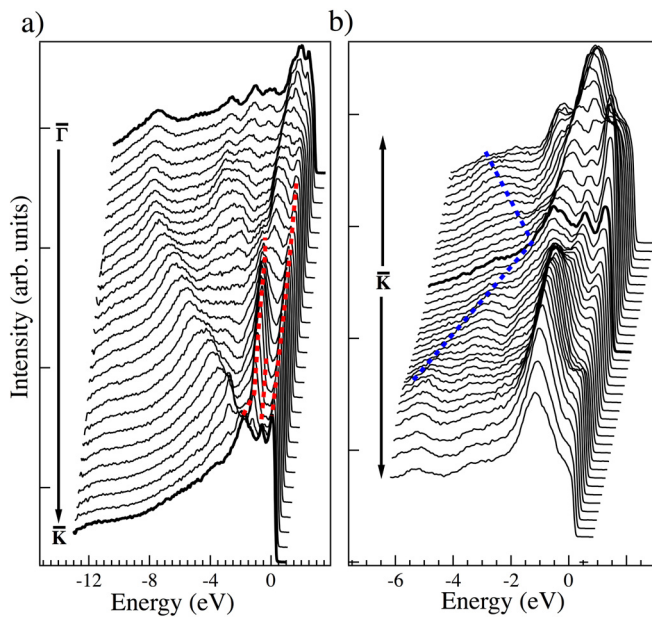 a)
b)
Γ̄
K̄
K̄
Intensity (arb. units)
-12 -8 -4 0
-6 -4 -2 0
Energy (eV)
Energy (eV)